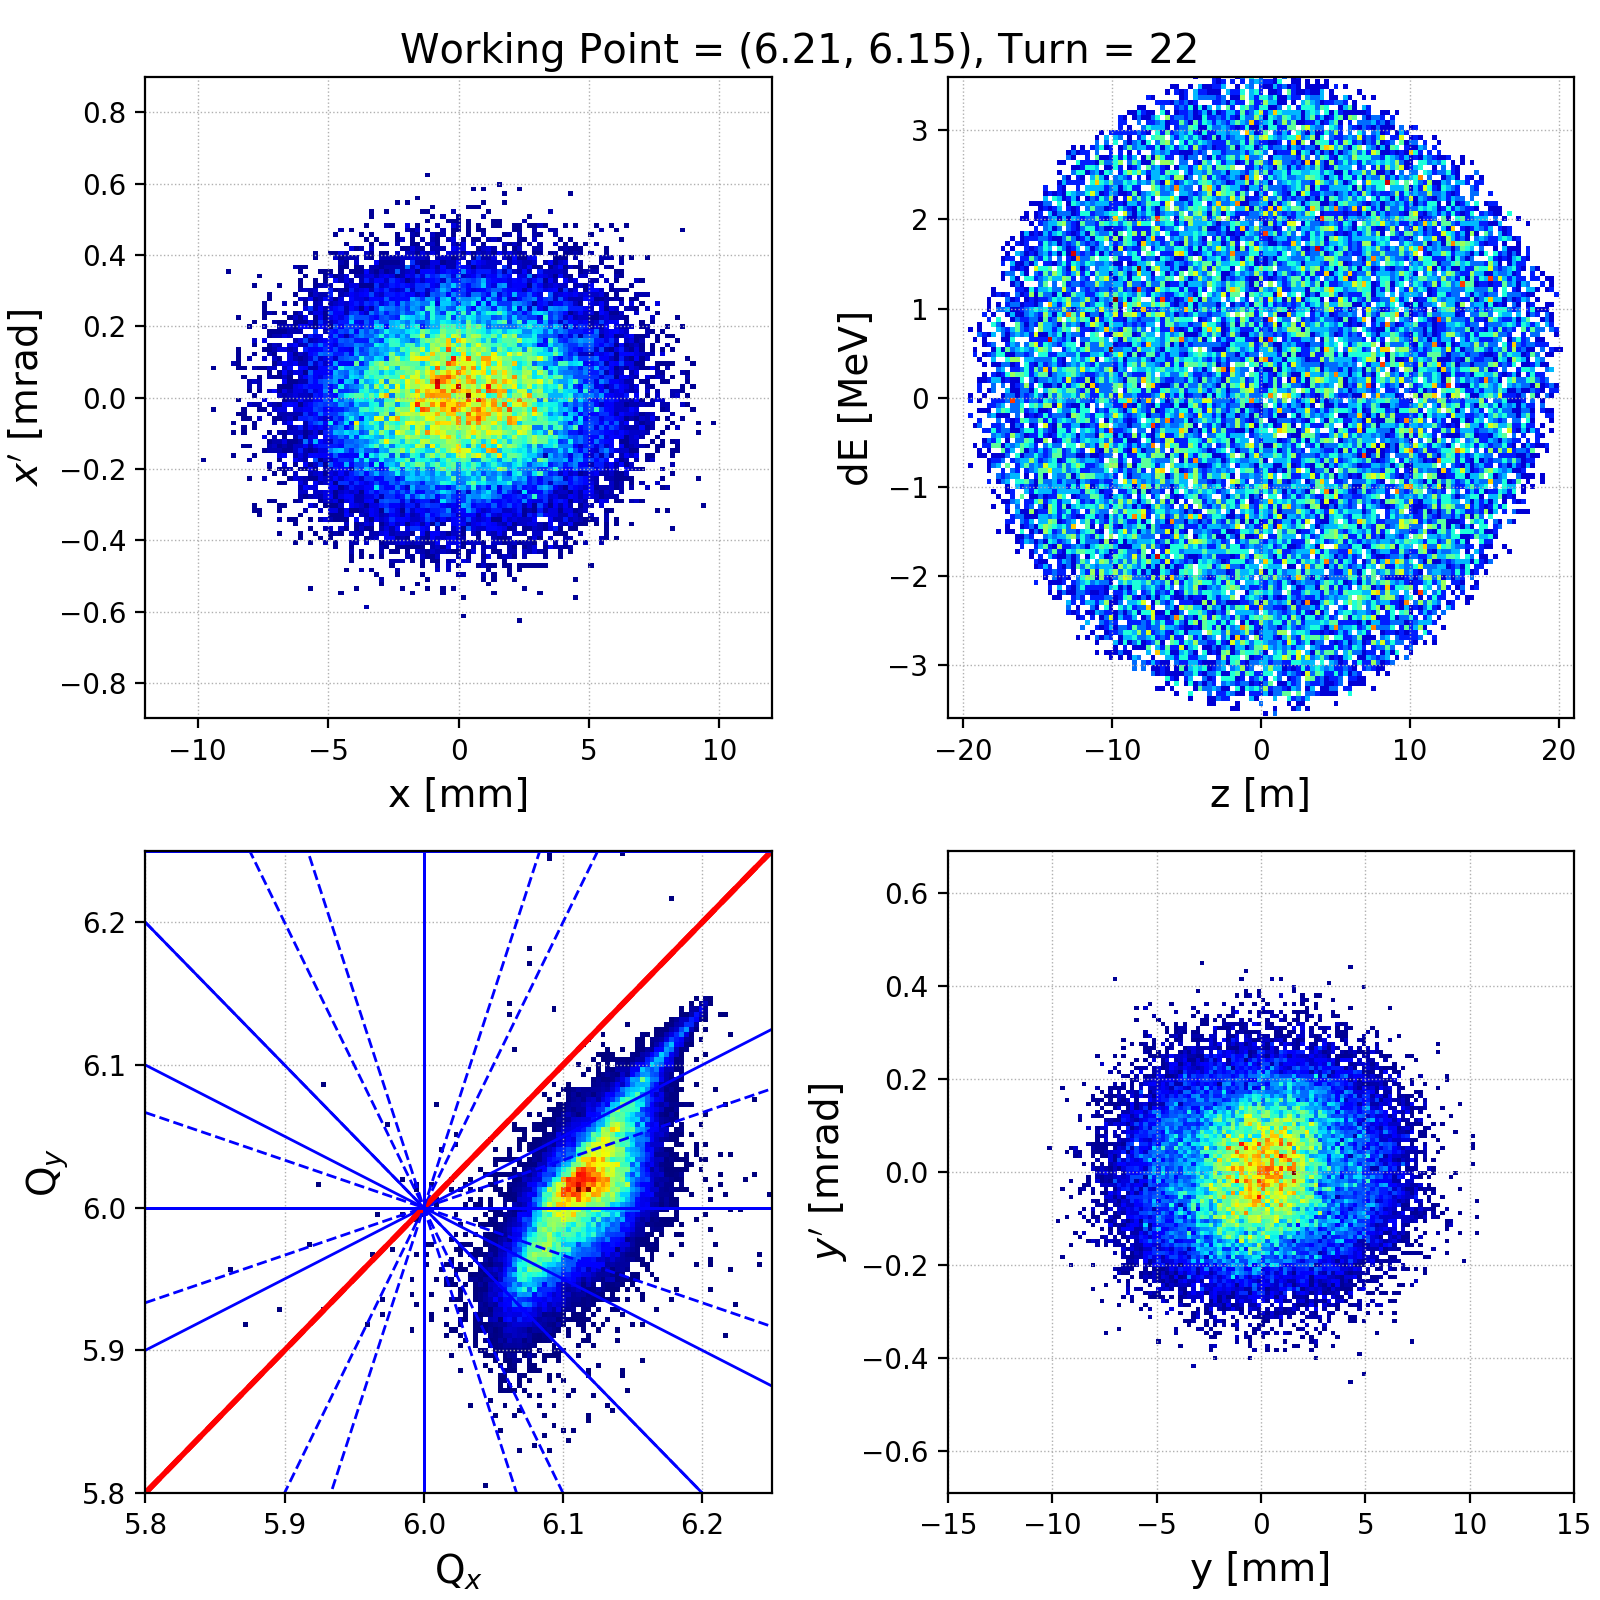 Working Point = (6.21, 6.15), Turn = 22
0.8
0.6
0.4
0.2
0.0
−0.2
−0.4
−0.6
−0.8
x′ [mrad]
−10 −5 0 5 10
x [mm]
3
2
1
0
−1
−2
−3
dE [MeV]
−20 −10 0 10 20
z [m]
6.2
6.1
6.0
5.9
5.8
Qy
5.8 5.9 6.0 6.1 6.2
Qx
0.6
0.4
0.2
0.0
−0.2
−0.4
−0.6
y′ [mrad]
−15 −10 −5 0 5 10 15
y [mm]